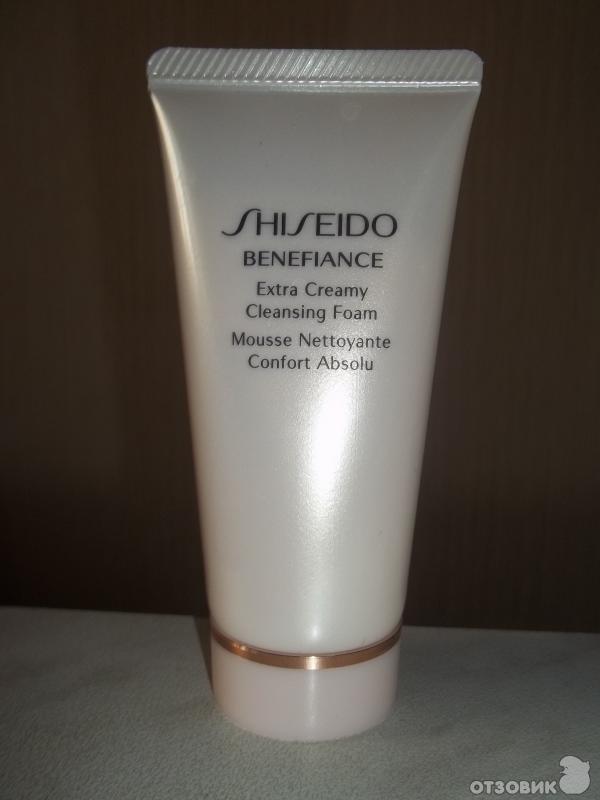 SHISEIDO
BENEFIANCE
Extra Creamy
Cleansing Foam
Mousse Nettoyante
Confort Absolu
ОТЗОВИК